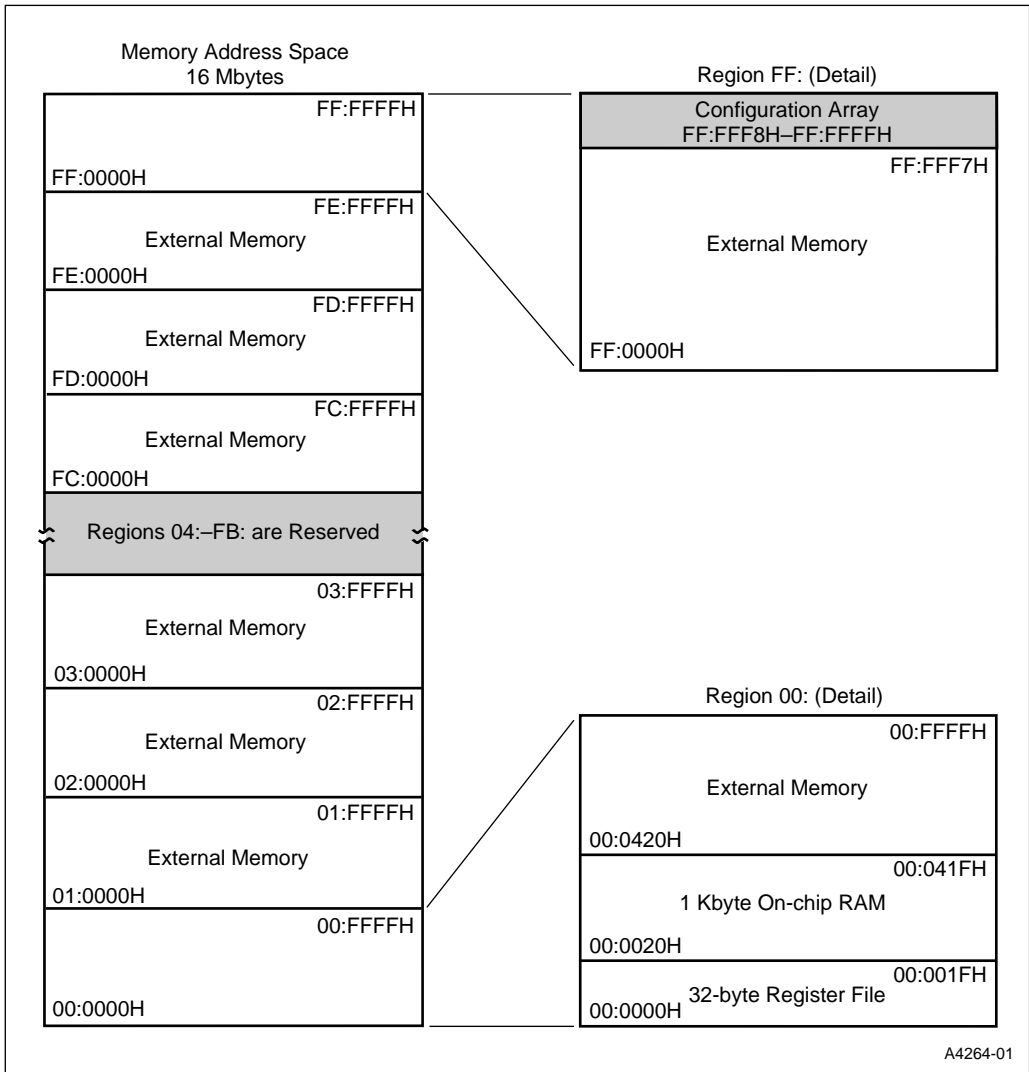 Memory Address Space
16 Mbytes
FF:FFFFH
FF:0000H
FE:FFFFH
External Memory
FE:0000H
FD:FFFFH
External Memory
FD:0000H
FC:FFFFH
External Memory
FC:0000H
Regions 04:–FB: are Reserved
03:FFFFH
External Memory
03:0000H
02:FFFFH
External Memory
02:0000H
01:FFFFH
External Memory
01:0000H
00:FFFFH
00:0000H
Region FF: (Detail)
Configuration Array
FF:FFF8H–FF:FFFFH
FF:FFF7H
External Memory
FF:0000H
Region 00: (Detail)
00:FFFFH
External Memory
00:0420H
00:041FH
1 Kbyte On-chip RAM
00:0020H
00:001FH
32-byte Register File
00:0000H
A4264-01